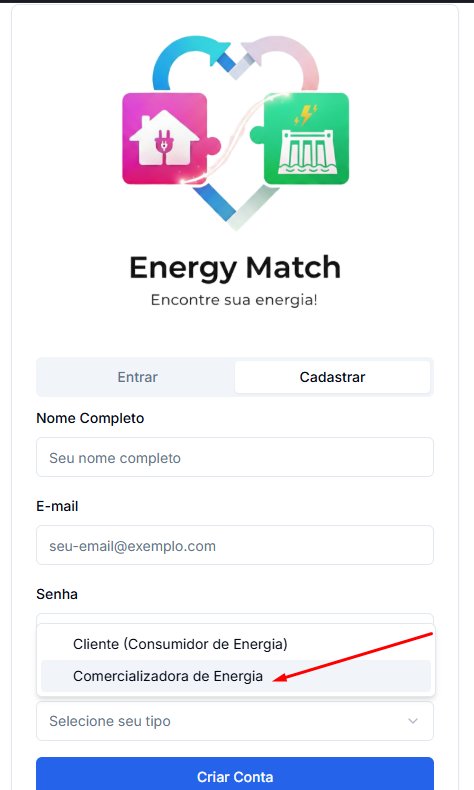 Energy Match
Encontre sua energia!
Entrar
Cadastrar
Nome Completo
Seu nome completo
E-mail
seu-email@exemplo.com
Senha
Cliente (Consumidor de Energia)
Comercializadora de Energia
Selecione seu tipo
Criar Conta